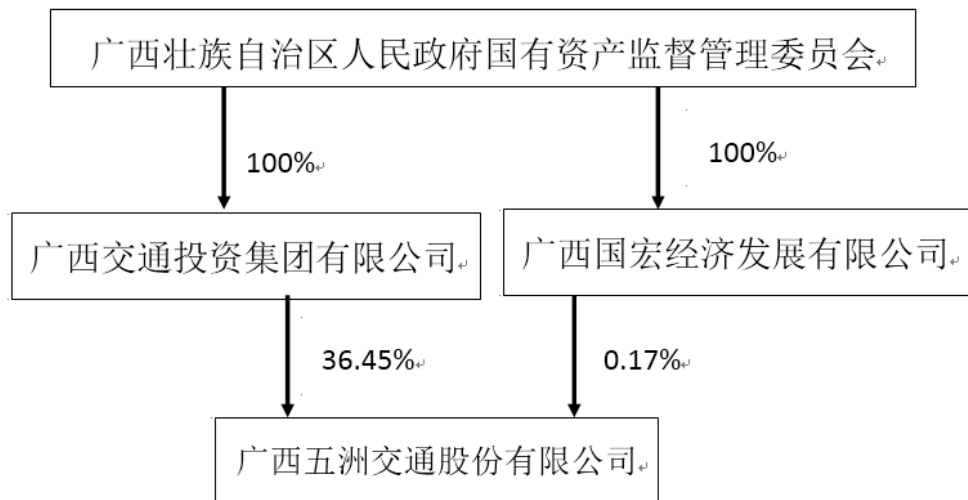 广西壮族自治区人民政府国有资产监督管理委员会
100%
100%
广西交通投资集团有限公司
广西国宏经济发展有限公司
36.45%
0.17%
广西五洲交通股份有限公司